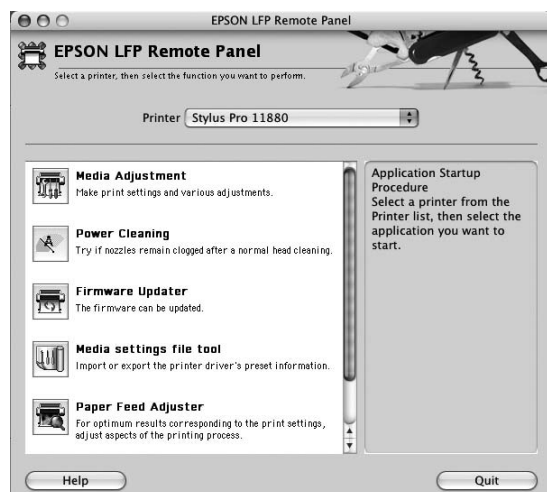 EPSON LFP Remote Panel
EPSON LFP Remote Panel
Select a printer, then select the function you want to perform.
Printer
Stylus Pro 11880
Media Adjustment
Make print settings and various adjustments.
Power Cleaning
Try if nozzles remain clogged after a normal head cleaning.
Firmware Updater
The firmware can be updated.
Media settings file tool
Import or export the printer driver's preset information.
Paper Feed Adjuster
For optimum results corresponding to the print settings,
adjust aspects of the printing process.
Application Startup
Procedure
Select a printer from the
Printer list, then select the
application you want to
start.
Help
Quit